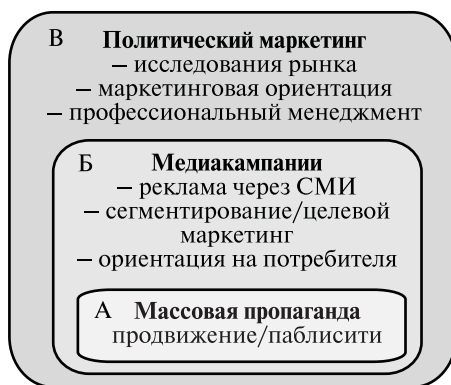 В Политический маркетинг
– исследования рынка
– маркетинговая ориентация
– профессиональный менеджмент
Б Медиакампании
– реклама через СМИ
– сегментирование/целевой
маркетинг
– ориентация на потребителя
А Массовая пропаганда
продвижение/паблисити